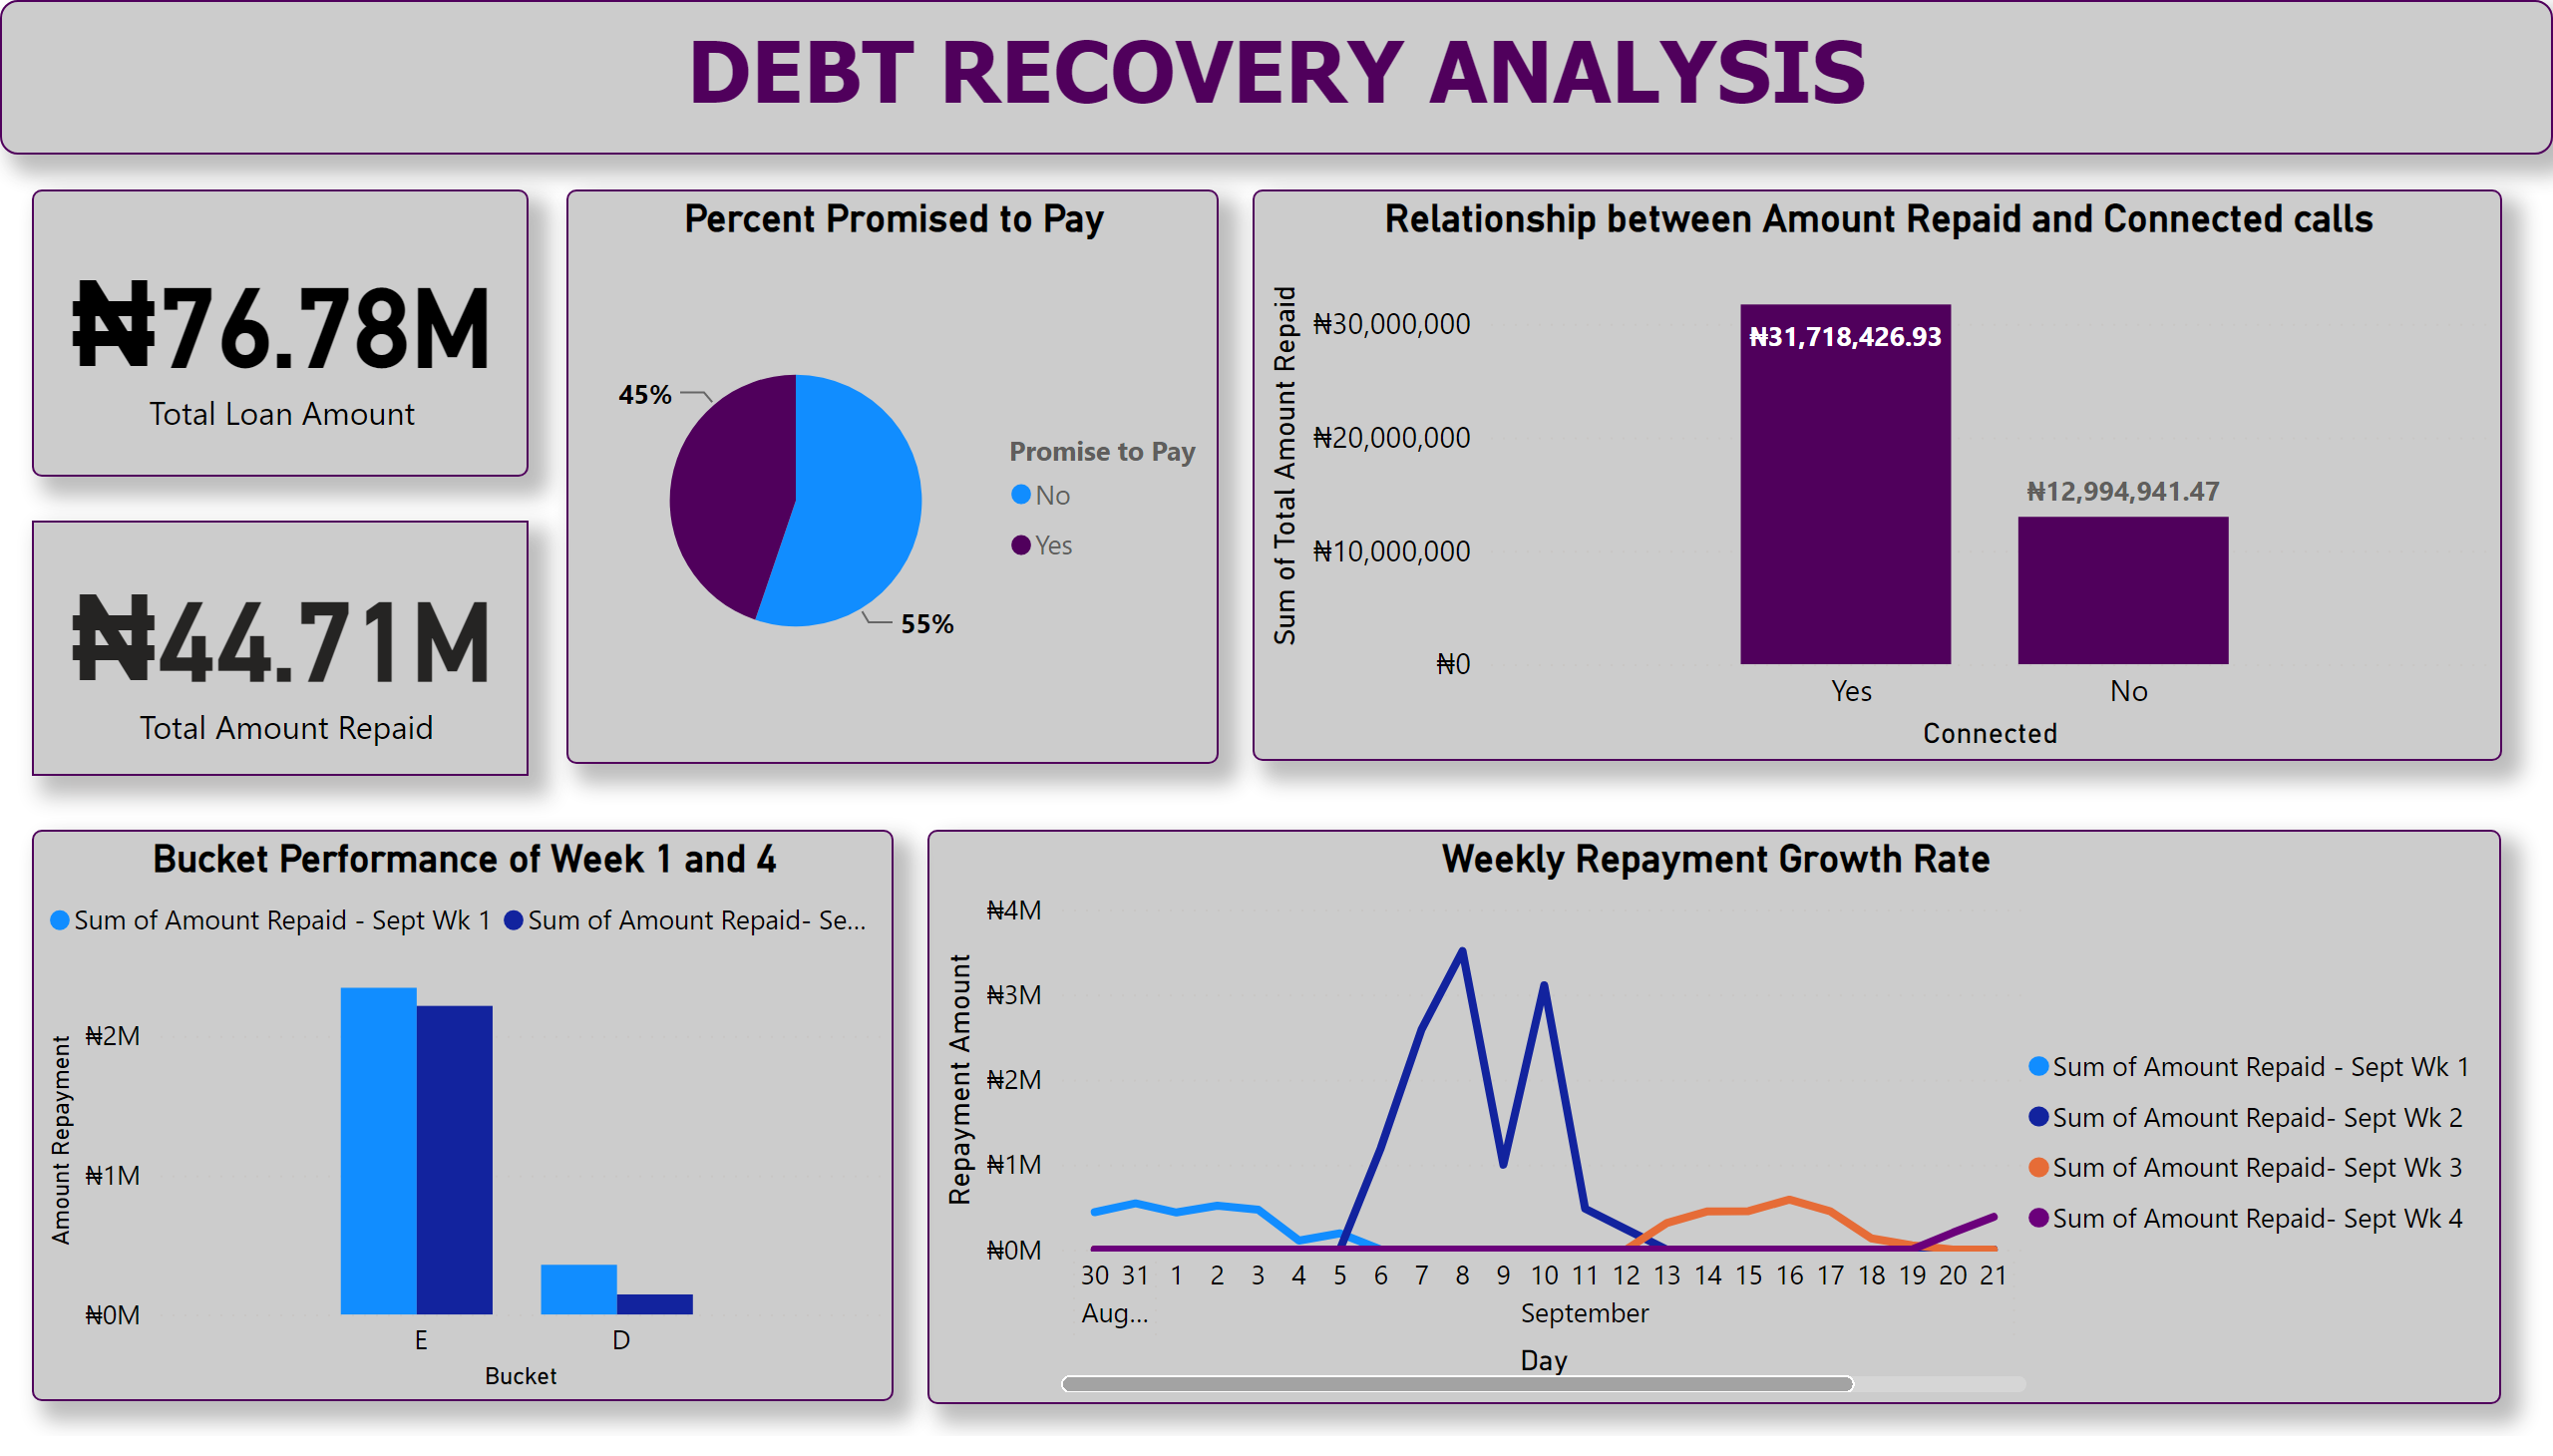 DEBT RECOVERY ANALYSIS
₦76.78M
Total Loan Amount
₦44.71M
Total Amount Repaid
Percent Promised to Pay
45%
55%
Promise to Pay
No
Yes
Relationship between Amount Repaid and Connected calls
Sum of Total Amount Repaid
₦30,000,000
₦20,000,000
₦10,000,000
₦0
₦31,718,426.93
₦12,994,941.47
Yes No
Connected
Bucket Performance of Week 1 and 4
Sum of Amount Repaid - Sept Wk 1 Sum of Amount Repaid- Se...
Amount Repayment
₦2M
₦1M
₦0M
E D
Bucket
Weekly Repayment Growth Rate
Repayment Amount
₦4M
₦3M
₦2M
₦1M
₦0M
30 31 1 2 3 4 5 6 7 8 9 10 11 12 13 14 15 16 17 18 19 20 21
Aug... September
Day
Sum of Amount Repaid - Sept Wk 1
Sum of Amount Repaid- Sept Wk 2
Sum of Amount Repaid- Sept Wk 3
Sum of Amount Repaid- Sept Wk 4